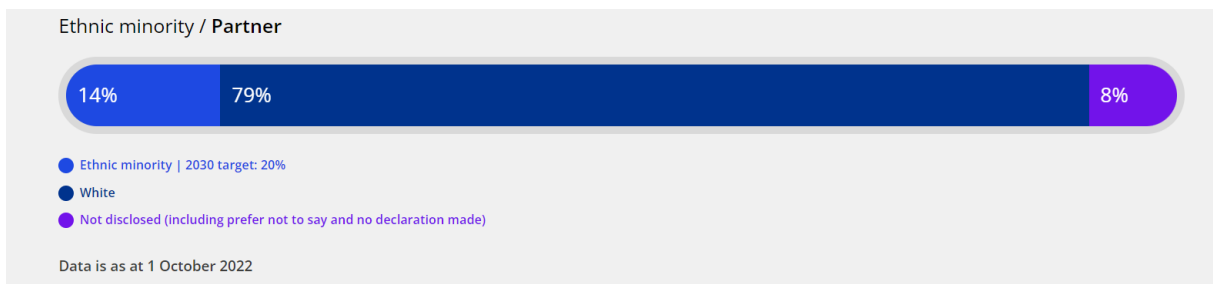 Ethnic minority / Partner
14% 79% 8%
Ethnic minority | 2030 target: 20%
White
Not disclosed (including prefer not to say and no declaration made)
Data is as at 1 October 2022